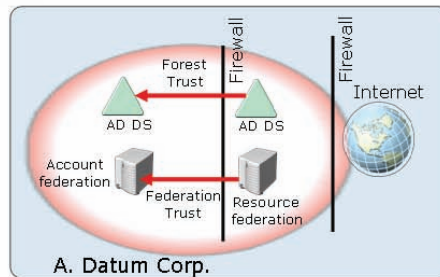 Firewall
Firewall
Forest
Trust
Internet
AD DS
AD DS
Account
federation
Federation
Trust
Resource
federation
A. Datum Corp.